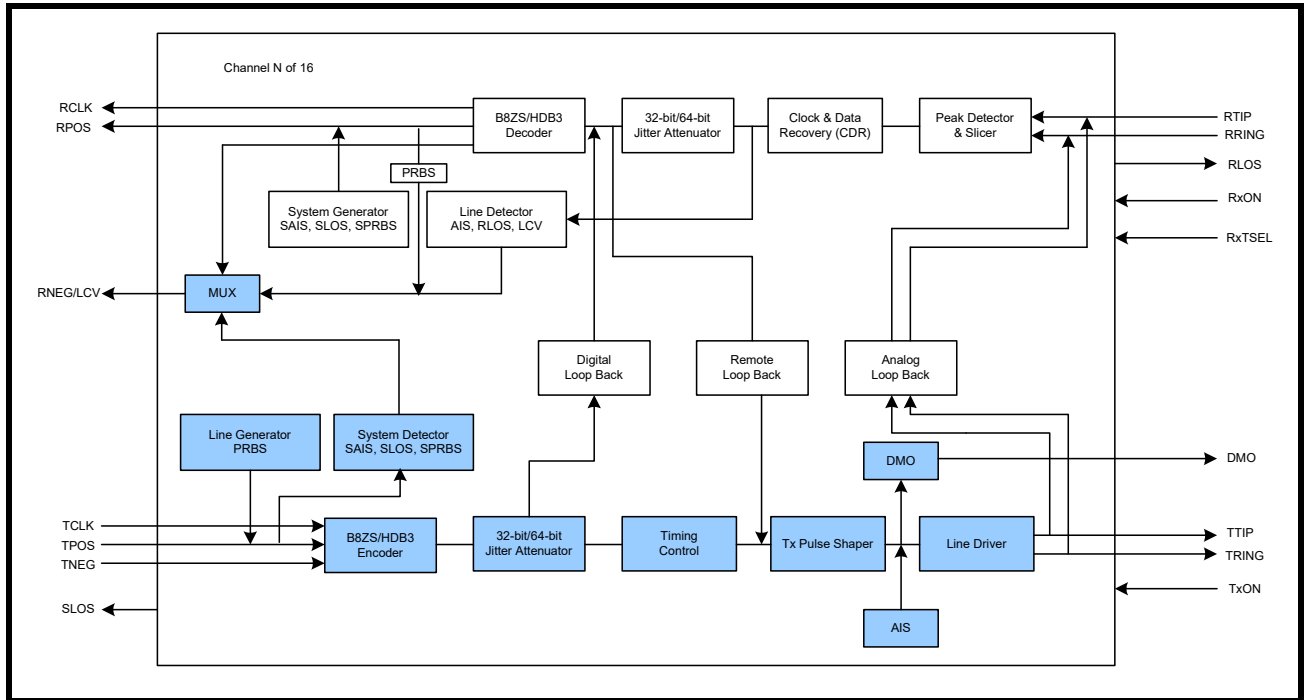 Channel N of 16
RCLK
RPOS
B8ZS/HDB3
Decoder
32-bit/64-bit
Jitter Attenuator
Clock & Data
Recovery (CDR)
Peak Detector
& Slicer
RTIP
RRING
RLOS
RxON
RxTSEL
PRBS
System Generator
SAIS, SLOS, SPRBS
Line Detector
AIS, RLOS, LCV
RNEG/LCV
MUX
Digital
Loop Back
Remote
Loop Back
Analog
Loop Back
Line Generator
PRBS
System Detector
SAIS, SLOS, SPRBS
DMO
DMO
TCLK
TPOS
TNEG
B8ZS/HDB3
Encoder
32-bit/64-bit
Jitter Attenuator
Timing
Control
Tx Pulse Shaper
Line Driver
TTIP
TRING
TxON
SLOS
AIS